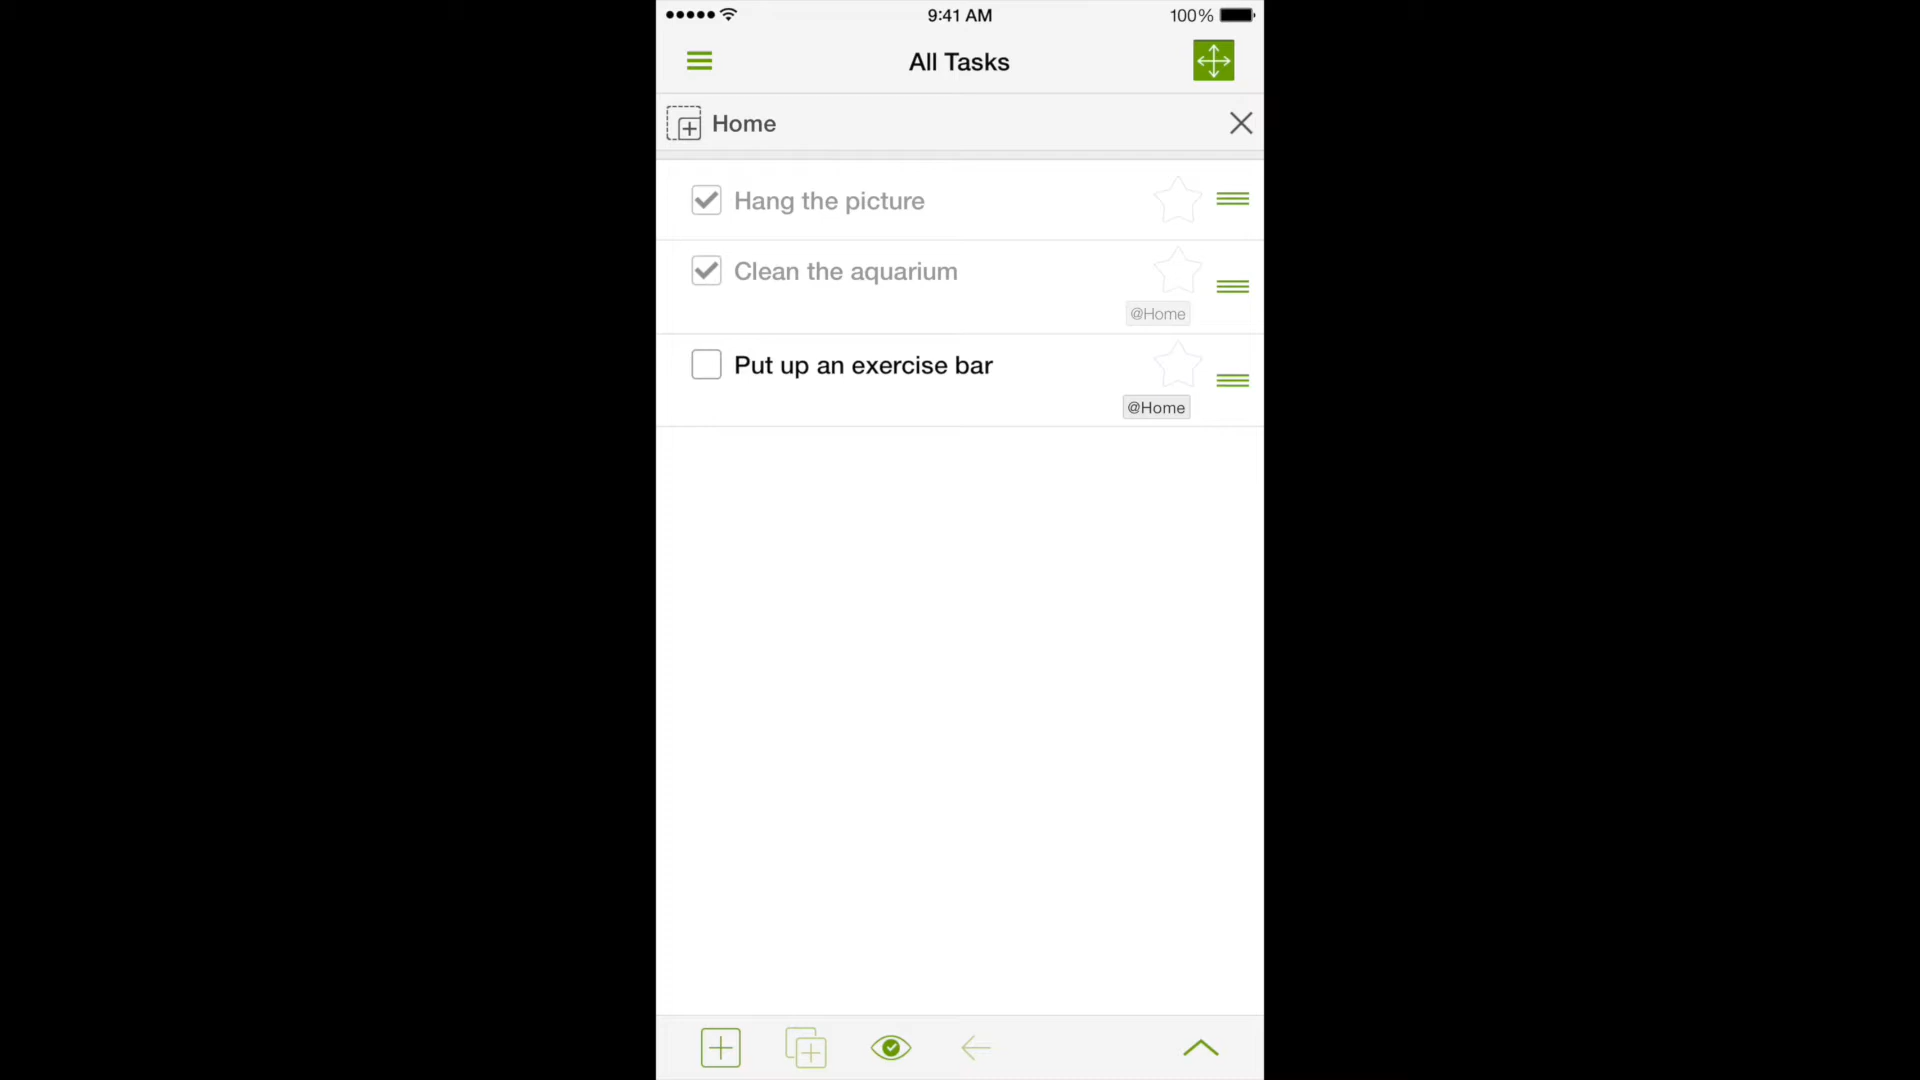 9:41 AM
100%
All Tasks
Home
Hang the picture
Clean the aquarium
@Home
Put up an exercise bar
@Home